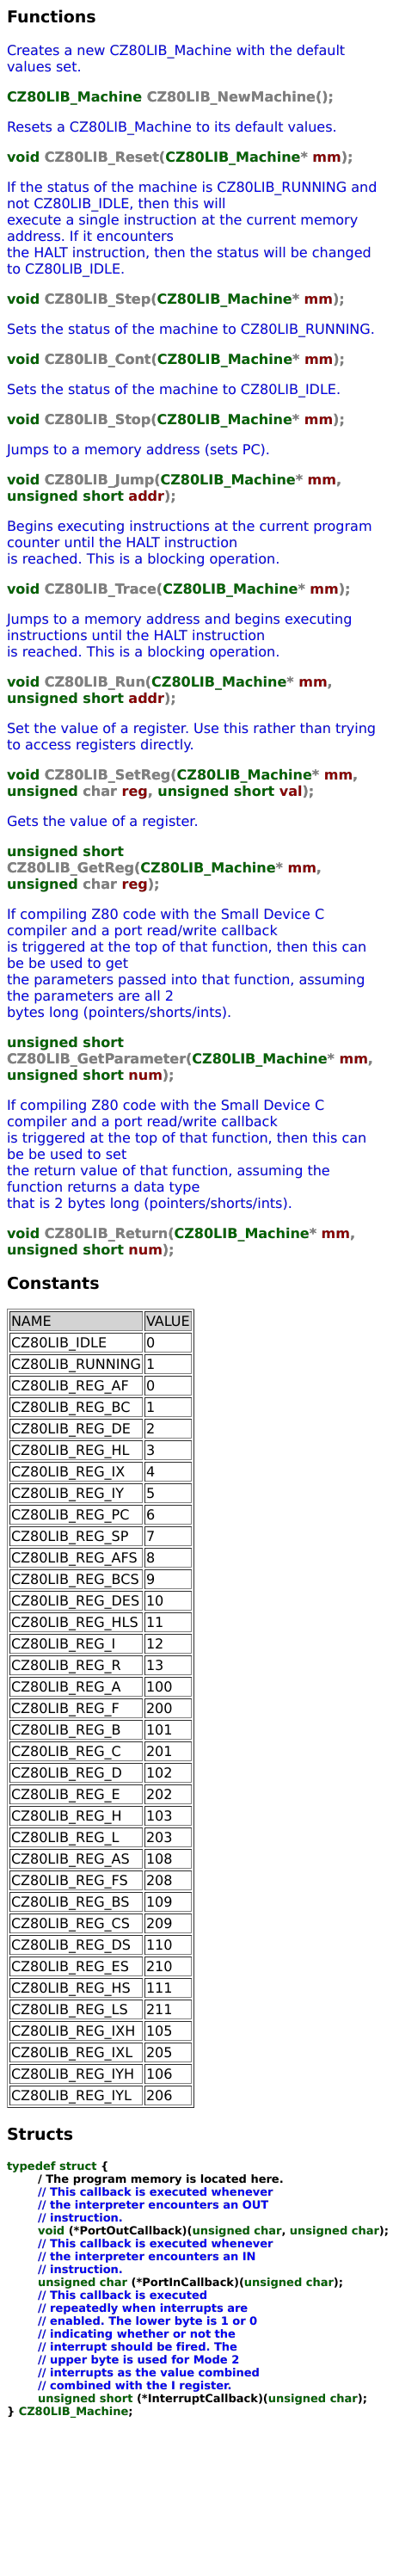 Functions
Creates a new CZ80LIB_Machine with the default
values set.
CZ80LIB_Machine CZ80LIB_NewMachine();
Resets a CZ80LIB_Machine to its default values.
void CZ80LIB_Reset(CZ80LIB_Machine* mm);
If the status of the machine is CZ80LIB_RUNNING and
not CZ80LIB_IDLE, then this will
execute a single instruction at the current memory
address. If it encounters
the HALT instruction, then the status will be changed
to CZ80LIB_IDLE.
void CZ80LIB_Step(CZ80LIB_Machine* mm);
Sets the status of the machine to CZ80LIB_RUNNING.
void CZ80LIB_Cont(CZ80LIB_Machine* mm);
Sets the status of the machine to CZ80LIB_IDLE.
void CZ80LIB_Stop(CZ80LIB_Machine* mm);
Jumps to a memory address (sets PC).
void CZ80LIB_Jump(CZ80LIB_Machine* mm,
unsigned short addr);
Begins executing instructions at the current program
counter until the HALT instruction
is reached. This is a blocking operation.
void CZ80LIB_Trace(CZ80LIB_Machine* mm);
Jumps to a memory address and begins executing
instructions until the HALT instruction
is reached. This is a blocking operation.
void CZ80LIB_Run(CZ80LIB_Machine* mm,
unsigned short addr);
Set the value of a register. Use this rather than trying
to access registers directly.
void CZ80LIB_SetReg(CZ80LIB_Machine* mm,
unsigned char reg, unsigned short val);
Gets the value of a register.
unsigned short
CZ80LIB_GetReg(CZ80LIB_Machine* mm,
unsigned char reg);
If compiling Z80 code with the Small Device C
compiler and a port read/write callback
is triggered at the top of that function, then this can
be be used to get
the parameters passed into that function, assuming
the parameters are all 2
bytes long (pointers/shorts/ints).
unsigned short
CZ80LIB_GetParameter(CZ80LIB_Machine* mm,
unsigned short num);
If compiling Z80 code with the Small Device C
compiler and a port read/write callback
is triggered at the top of that function, then this can
be be used to set
the return value of that function, assuming the
function returns a data type
that is 2 bytes long (pointers/shorts/ints).
void CZ80LIB_Return(CZ80LIB_Machine* mm,
unsigned short num);
Constants
NAME VALUE
CZ80LIB_IDLE 0
CZ80LIB_RUNNING 1
CZ80LIB_REG_AF 0
CZ80LIB_REG_BC 1
CZ80LIB_REG_DE 2
CZ80LIB_REG_HL 3
CZ80LIB_REG_IX 4
CZ80LIB_REG_IY 5
CZ80LIB_REG_PC 6
CZ80LIB_REG_SP 7
CZ80LIB_REG_AFS 8
CZ80LIB_REG_BCS 9
CZ80LIB_REG_DES 10
CZ80LIB_REG_HLS 11
CZ80LIB_REG_I 12
CZ80LIB_REG_R 13
CZ80LIB_REG_A 100
CZ80LIB_REG_F 200
CZ80LIB_REG_B 101
CZ80LIB_REG_C 201
CZ80LIB_REG_D 102
CZ80LIB_REG_E 202
CZ80LIB_REG_H 103
CZ80LIB_REG_L 203
CZ80LIB_REG_AS 108
CZ80LIB_REG_FS 208
CZ80LIB_REG_BS 109
CZ80LIB_REG_CS 209
CZ80LIB_REG_DS 110
CZ80LIB_REG_ES 210
CZ80LIB_REG_HS 111
CZ80LIB_REG_LS 211
CZ80LIB_REG_IXH 105
CZ80LIB_REG_IXL 205
CZ80LIB_REG_IYH 106
CZ80LIB_REG_IYL 206
Structs
typedef struct {
/ The program memory is located here.
// This callback is executed whenever
// the interpreter encounters an OUT
// instruction.
void (*PortOutCallback)(unsigned char, unsigned char);
// This callback is executed whenever
// the interpreter encounters an IN
// instruction.
unsigned char (*PortInCallback)(unsigned char);
// This callback is executed
// repeatedly when interrupts are
// enabled. The lower byte is 1 or 0
// indicating whether or not the
// interrupt should be fired. The
// upper byte is used for Mode 2
// interrupts as the value combined
// combined with the I register.
unsigned short (*InterruptCallback)(unsigned char);
} CZ80LIB_Machine;